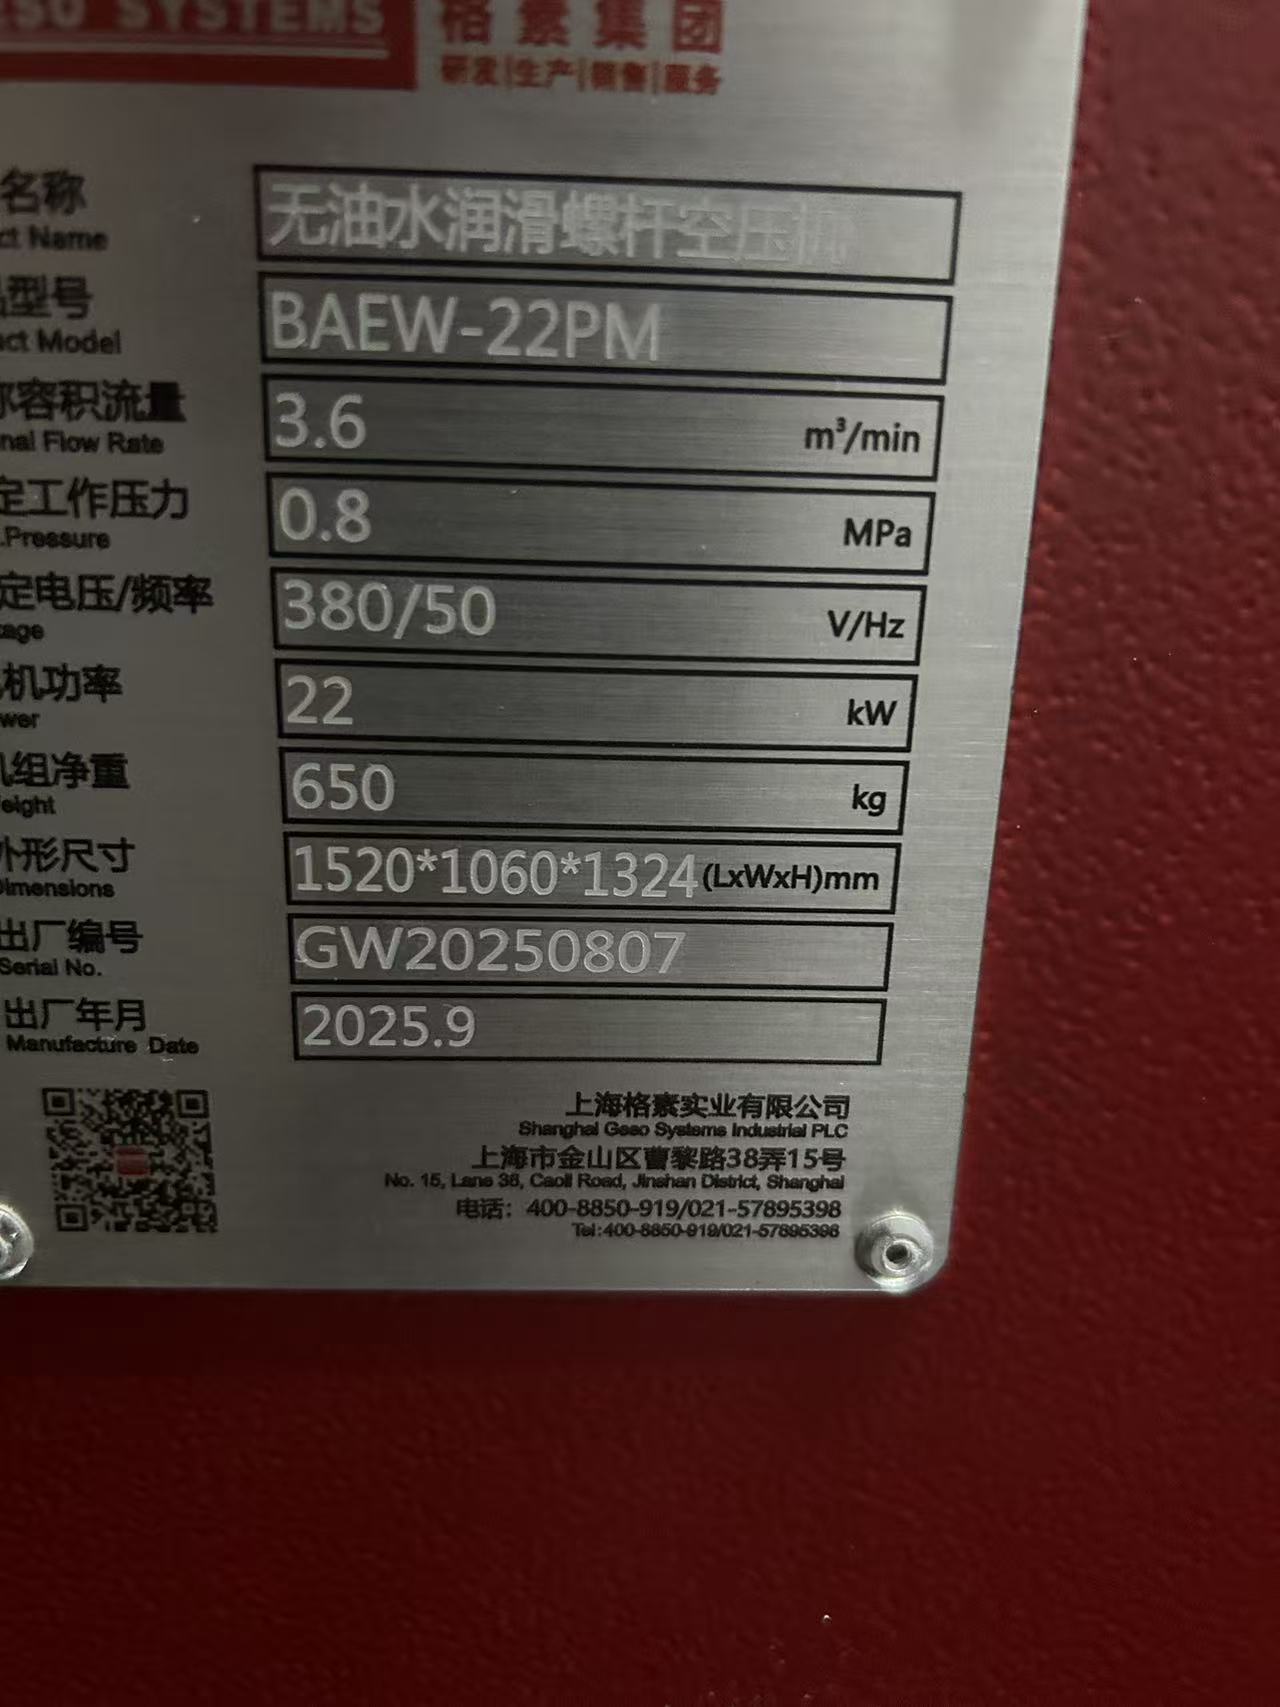 SYSTEMS
格素集团
研发|生产|销售|服务
名称 无油水润滑螺杆空压机
ct Name
型号 BAEW-22PM
uct Model
称容积流量 3.6 m³/min
nal Flow Rate
定工作压力 0.8 MPa
.Pressure
定电压/频率 380/50 V/Hz
tage
机功率 22 kW
wer
机组净重 650 kg
eight
外形尺寸 1520*1060*1324(LxWxH)mm
Dimensions
出厂编号 GW20250807
Serial No.
出厂年月 2025.9
Manufacture Date
上海格素实业有限公司
Shanghai Geso Systems Industrial PLC
上海市金山区曹黎路38弄15号
No. 15, Lane 38, Caoli Road, Jinshan District, Shanghai
电话：400-8850-919/021-57895398
Tel:400-8850-919/021-57895398